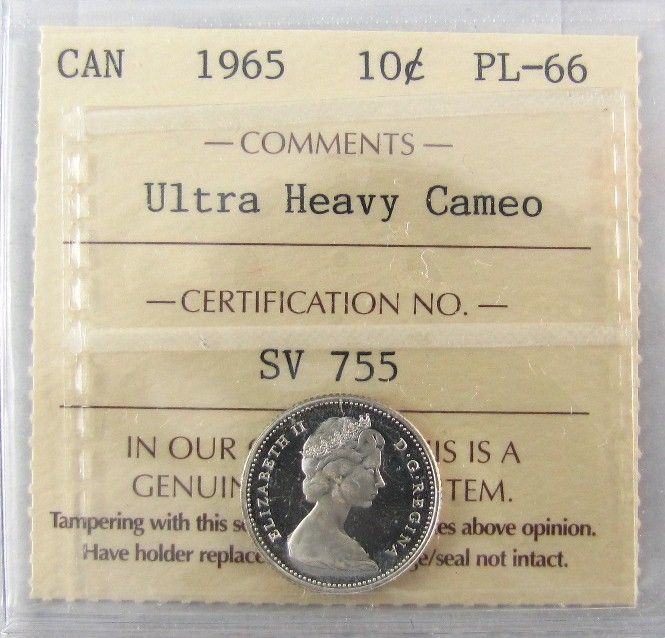 CAN 1965 10¢ PL-66
— COMMENTS —
Ultra Heavy Cameo
— CERTIFICATION NO. —
SV 755
IN OUR IS A
TEM.
Tampering with this above opinion.
Have holder not intact.
ELIZABETH II D·G·REGINA